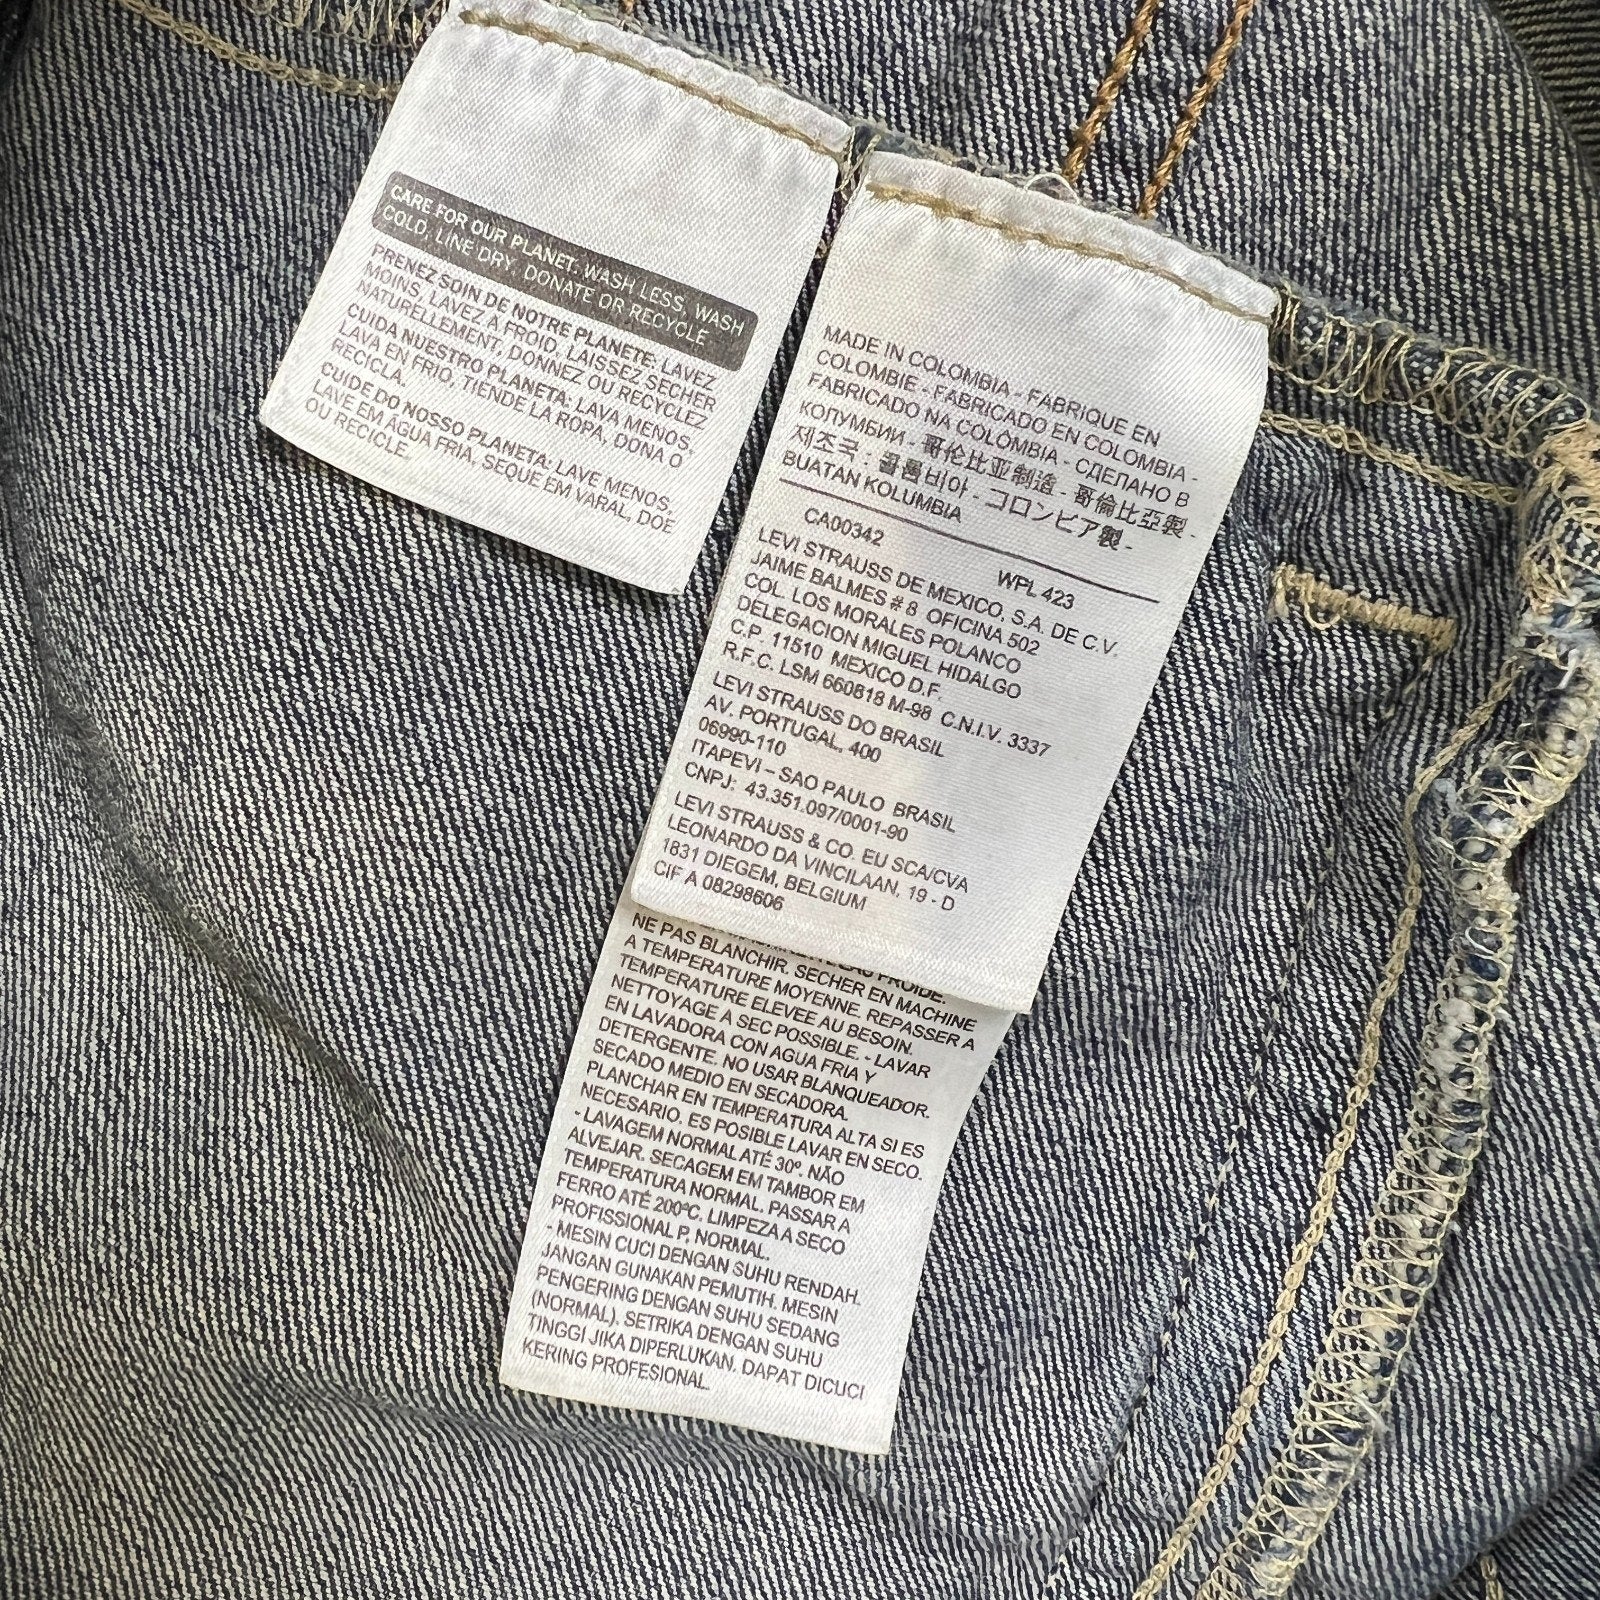 CARE FOR OUR PLANET: WASH LESS, WASH
COLD, LINE DRY, DONATE OR RECYCLE
PRENEZ SOIN DE NOTRE PLANETE: LAVEZ
MOINS, LAVEZ À FROID, LAISSEZ SECHER
NATURELLEMENT, DONNEZ OU RECYCLEZ
CUIDA NUESTRO PLANETA: LAVA MENOS,
LAVA EN FRIO, TIENDE LA ROPA, DONA O
RECICLA.
CUIDE DO NOSSO PLANETA: LAVE MENOS,
LAVE EM ÁGUA FRIA, SEQUE EM VARAL, DOE
OU RECICLE.
MADE IN COLOMBIA - FABRIQUE EN
COLOMBIE - FABRICADO EN COLOMBIA -
FABRICADO NA COLÔMBIA - СДЕЛАНО В
КОЛУМБИИ - 哥伦比亚制造 - 哥倫比亞製 -
제조국 : 콜롬비아 - コロンビア製 -
BUATAN KOLUMBIA
CA00342 WPL 423
LEVI STRAUSS DE MEXICO, S.A. DE C.V.
JAIME BALMES # 8 OFICINA 502
COL. LOS MORALES POLANCO
DELEGACION MIGUEL HIDALGO
C.P. 11510 MEXICO D.F.
R.F.C. LSM 660818 M-98 C.N.I.V. 3337
LEVI STRAUSS DO BRASIL
AV. PORTUGAL, 400
06990-110
ITAPEVI – SAO PAULO BRASIL
CNPJ: 43.351.097/0001-90
LEVI STRAUSS & CO. EU SCA/CVA
LEONARDO DA VINCILAAN, 19 - D
1831 DIEGEM, BELGIUM
CIF A 08298606
FROIDE.
NE PAS BLANCHIR. SECHER EN MACHINE
A TEMPERATURE MOYENNE. REPASSER A
TEMPERATURE ELEVEE AU BESOIN.
NETTOYAGE A SEC POSSIBLE. - LAVAR
EN LAVADORA CON AGUA FRIA Y
DETERGENTE. NO USAR BLANQUEADOR.
SECADO MEDIO EN SECADORA.
PLANCHAR EN TEMPERATURA ALTA SI ES
NECESARIO. ES POSIBLE LAVAR EN SECO.
- LAVAGEM NORMAL ATÉ 30º. NÃO
ALVEJAR. SECAGEM EM TAMBOR EM
TEMPERATURA NORMAL. PASSAR A
FERRO ATÉ 200ºC. LIMPEZA A SECO
PROFISSIONAL P, NORMAL.
- MESIN CUCI DENGAN SUHU RENDAH.
JANGAN GUNAKAN PEMUTIH. MESIN
PENGERING DENGAN SUHU SEDANG
(NORMAL). SETRIKA DENGAN SUHU
TINGGI JIKA DIPERLUKAN. DAPAT DICUCI
KERING PROFESIONAL.